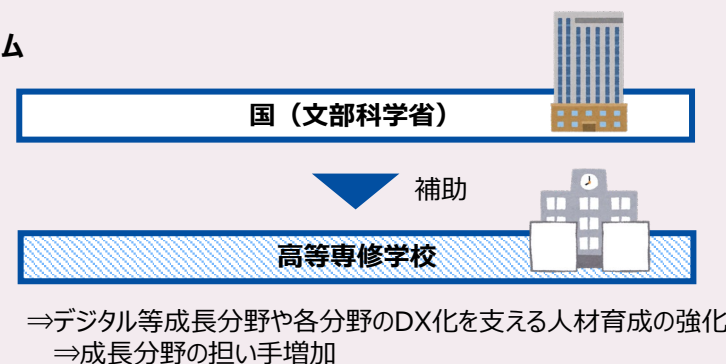 ム
国（文部科学省）
補助
高等専修学校
⇒デジタル等成長分野や各分野のDX化を支える人材育成の強化
⇒成長分野の担い手増加